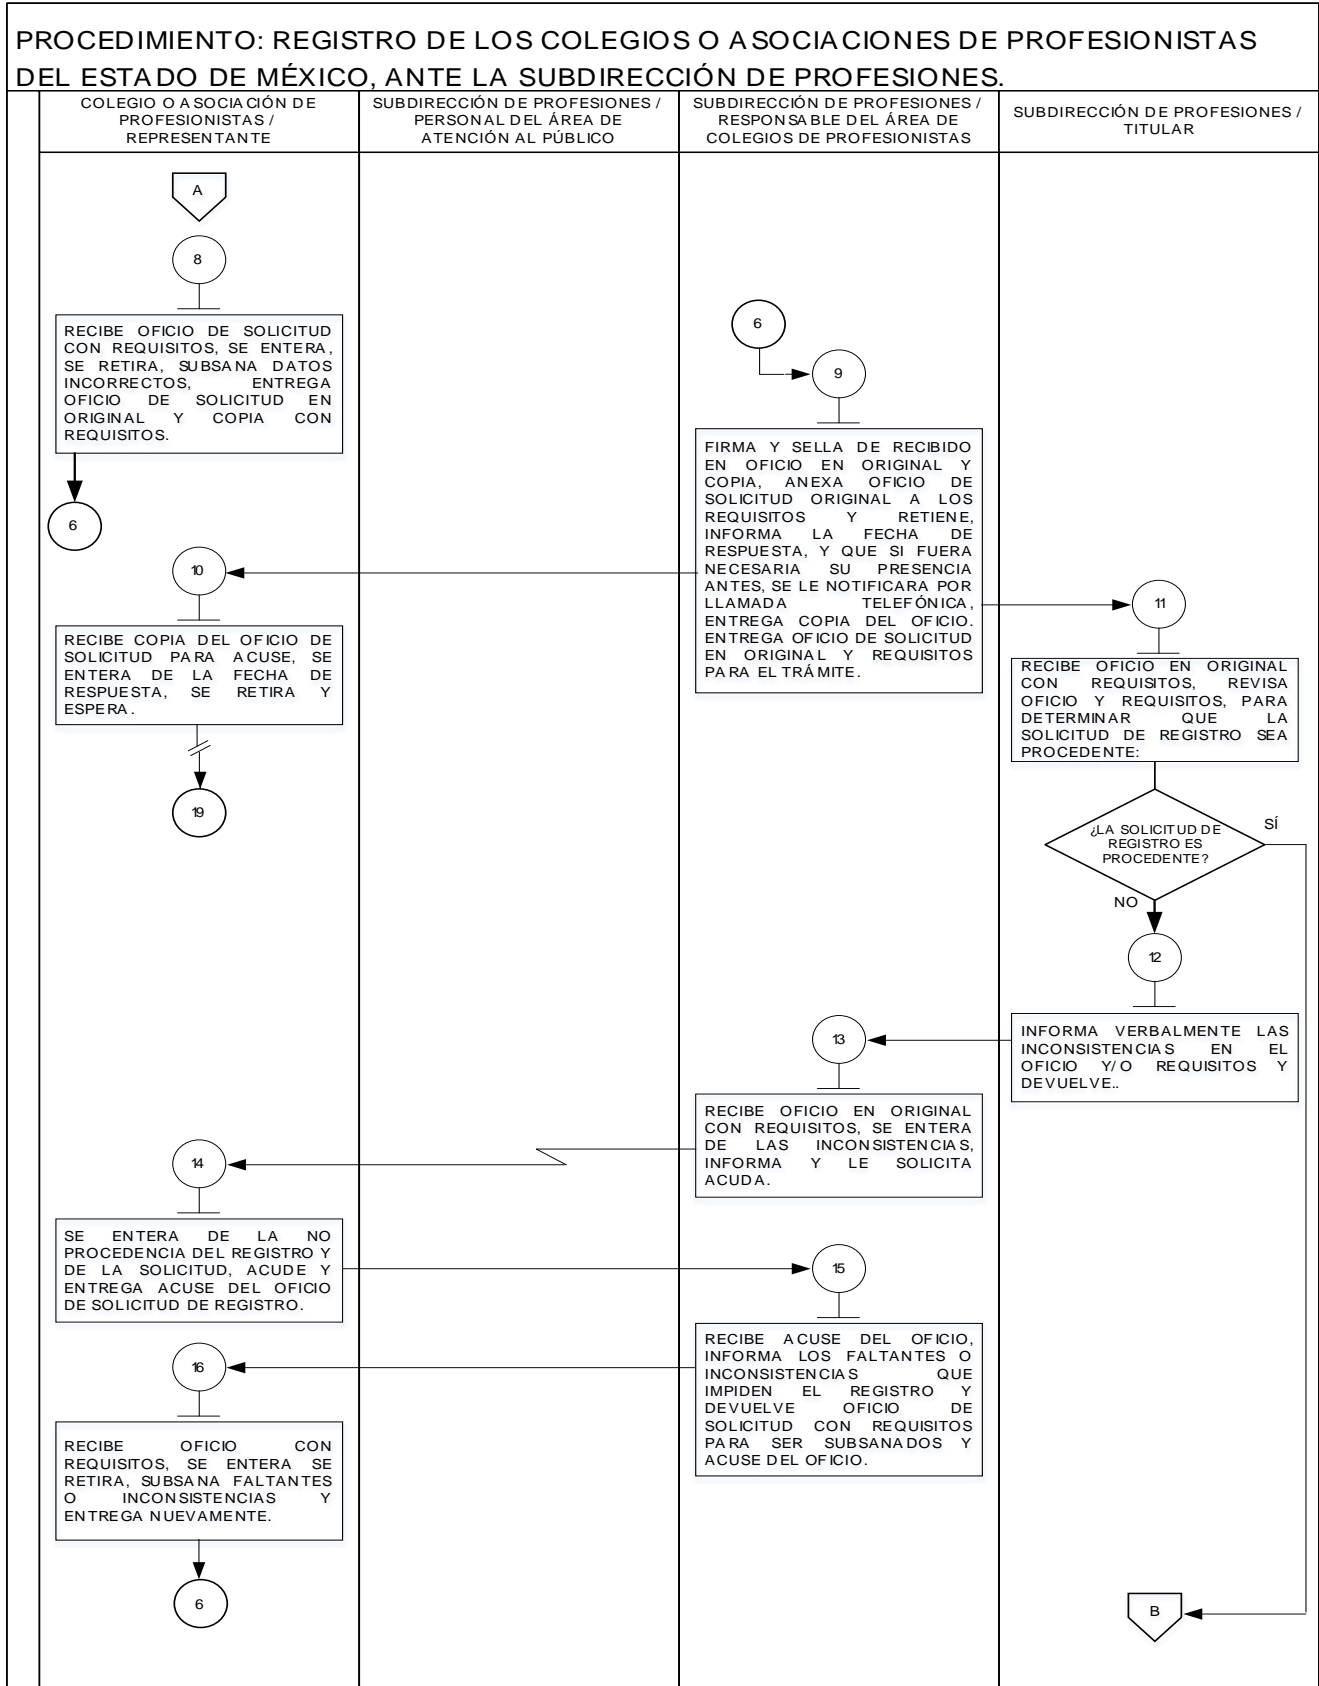 PROCEDIMIENTO: REGISTRO DE LOS COLEGIOS O ASOCIACIONES DE PROFESIONISTAS
DEL ESTADO DE MÉXICO, ANTE LA SUBDIRECCIÓN DE PROFESIONES.
COLEGIO O ASOCIACIÓN DE
PROFESIONISTAS /
REPRESENTANTE
SUBDIRECCIÓN DE PROFESIONES /
PERSONAL DEL ÁREA DE
ATENCIÓN AL PÚBLICO
SUBDIRECCIÓN DE PROFESIONES /
RESPONSABLE DEL ÁREA DE
COLEGIOS DE PROFESIONISTAS
SUBDIRECCIÓN DE PROFESIONES /
TITULAR
A
8
RECIBE OFICIO DE SOLICITUD
CON REQUISITOS, SE ENTERA,
SE RETIRA, SUBSANA DATOS
INCORRECTOS, ENTREGA
OFICIO DE SOLICITUD EN
ORIGINAL Y COPIA CON
REQUISITOS.
6
6
9
FIRMA Y SELLA DE RECIBIDO
EN OFICIO EN ORIGINAL Y
COPIA, ANEXA OFICIO DE
SOLICITUD ORIGINAL A LOS
REQUISITOS Y RETIENE,
INFORMA LA FECHA DE
RESPUESTA, Y QUE SI FUERA
NECESARIA SU PRESENCIA
ANTES, SE LE NOTIFICARA POR
LLAMADA TELEFÓNICA,
ENTREGA COPIA DEL OFICIO.
ENTREGA OFICIO DE SOLICITUD
EN ORIGINAL Y REQUISITOS
PARA EL TRÁMITE.
10
RECIBE COPIA DEL OFICIO DE
SOLICITUD PARA ACUSE, SE
ENTERA DE LA FECHA DE
RESPUESTA, SE RETIRA Y
ESPERA.
19
11
RECIBE OFICIO EN ORIGINAL
CON REQUISITOS, REVISA
OFICIO Y REQUISITOS, PARA
DETERMINAR QUE LA
SOLICITUD DE REGISTRO SEA
PROCEDENTE:
¿LA SOLICITUD DE
REGISTRO ES
PROCEDENTE?
SÍ
NO
12
INFORMA VERBALMENTE LAS
INCONSISTENCIAS EN EL
OFICIO Y/O REQUISITOS Y
DEVUELVE..
13
RECIBE OFICIO EN ORIGINAL
CON REQUISITOS, SE ENTERA
DE LAS INCONSISTENCIAS,
INFORMA Y LE SOLICITA
ACUDA.
14
SE ENTERA DE LA NO
PROCEDENCIA DEL REGISTRO Y
DE LA SOLICITUD, ACUDE Y
ENTREGA ACUSE DEL OFICIO
DE SOLICITUD DE REGISTRO.
15
RECIBE ACUSE DEL OFICIO,
INFORMA LOS FALTANTES O
INCONSISTENCIAS QUE
IMPIDEN EL REGISTRO Y
DEVUELVE OFICIO DE
SOLICITUD CON REQUISITOS
PARA SER SUBSANADOS Y
ACUSE DEL OFICIO.
16
RECIBE OFICIO CON
REQUISITOS, SE ENTERA SE
RETIRA, SUBSANA FALTANTES
O INCONSISTENCIAS Y
ENTREGA NUEVAMENTE.
6
B